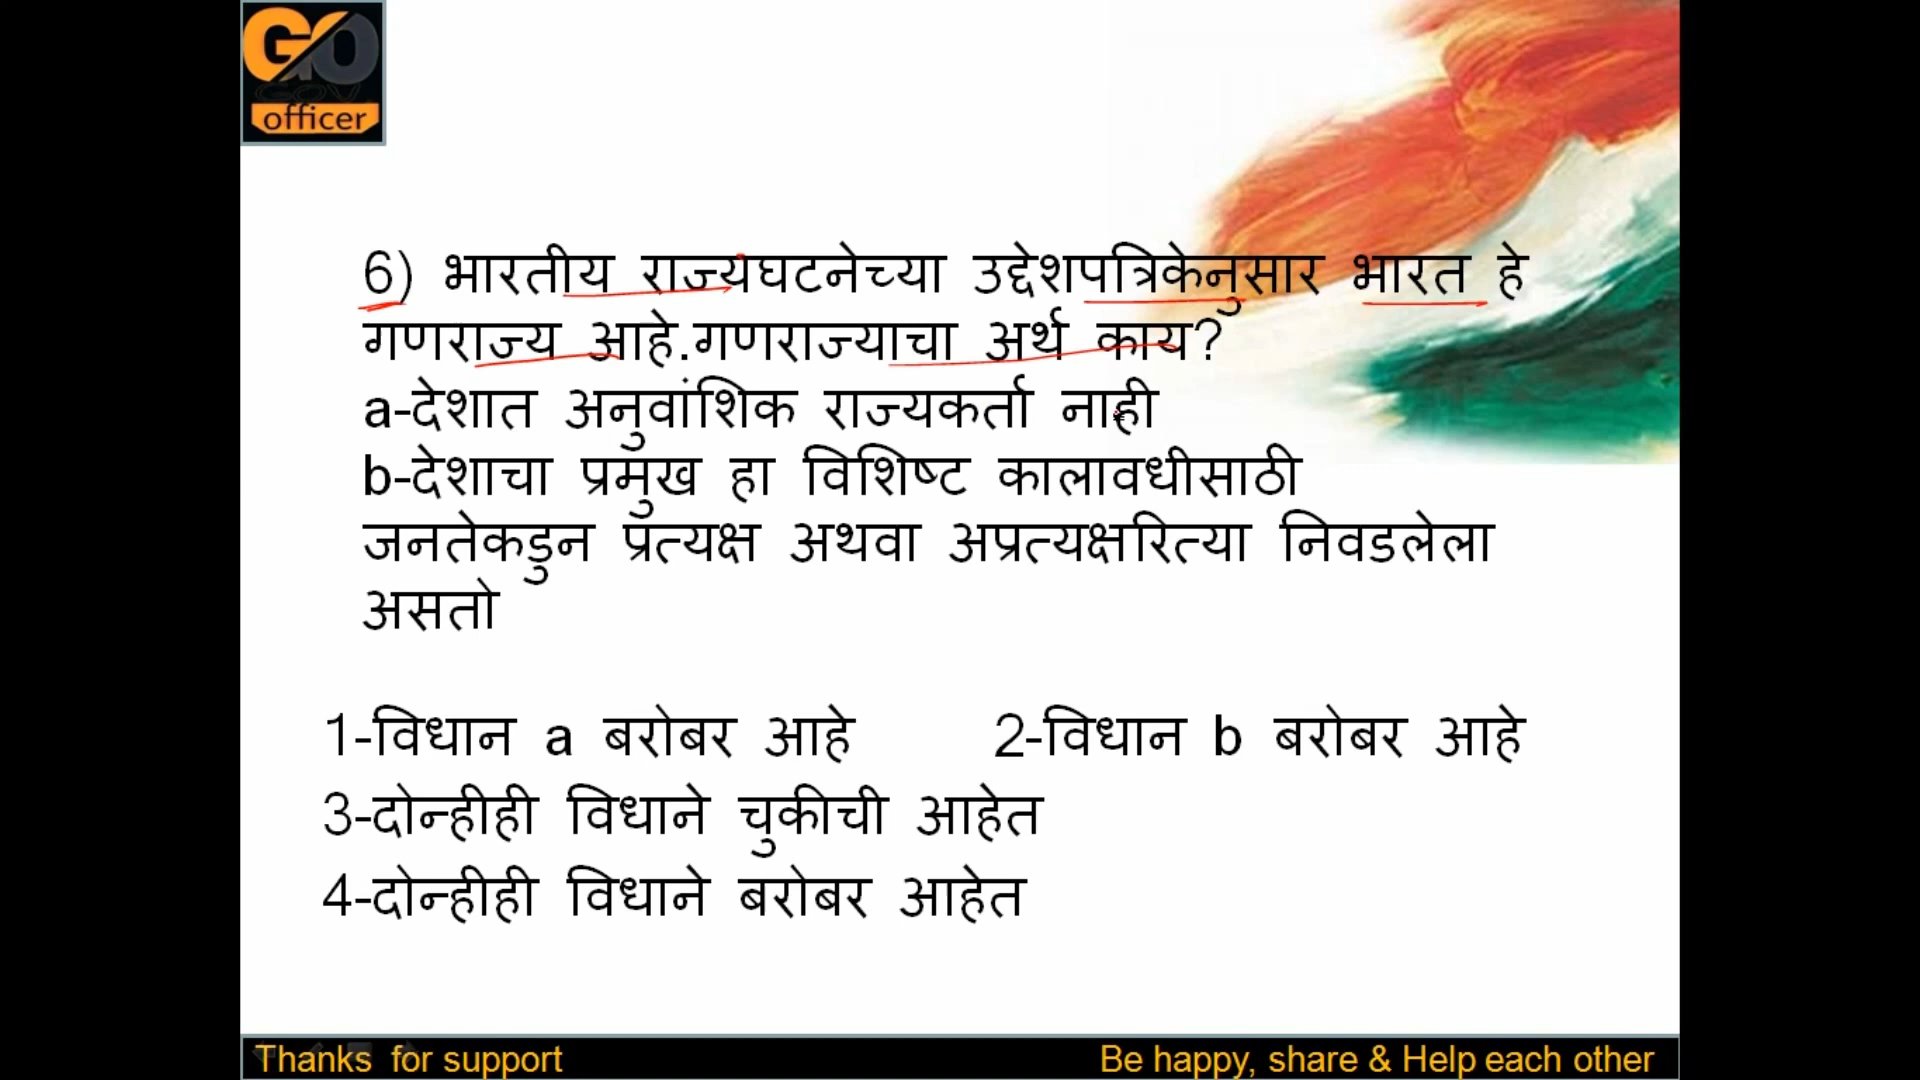 GO
GOV
officer
6) भारतीय राज्यघटनेच्या उद्देशपत्रिकेनुसार भारत हे
गणराज्य आहे.गणराज्याचा अर्थ काय?
a-देशात अनुवांशिक राज्यकर्ता नाही
b-देशाचा प्रमुख हा विशिष्ट कालावधीसाठी
जनतेकडुन प्रत्यक्ष अथवा अप्रत्यक्षरित्या निवडलेला
असतो
1-विधान a बरोबर आहे 2-विधान b बरोबर आहे
3-दोन्हीही विधाने चुकीची आहेत
4-दोन्हीही विधाने बरोबर आहेत
Thanks for support Be happy, share & Help each other